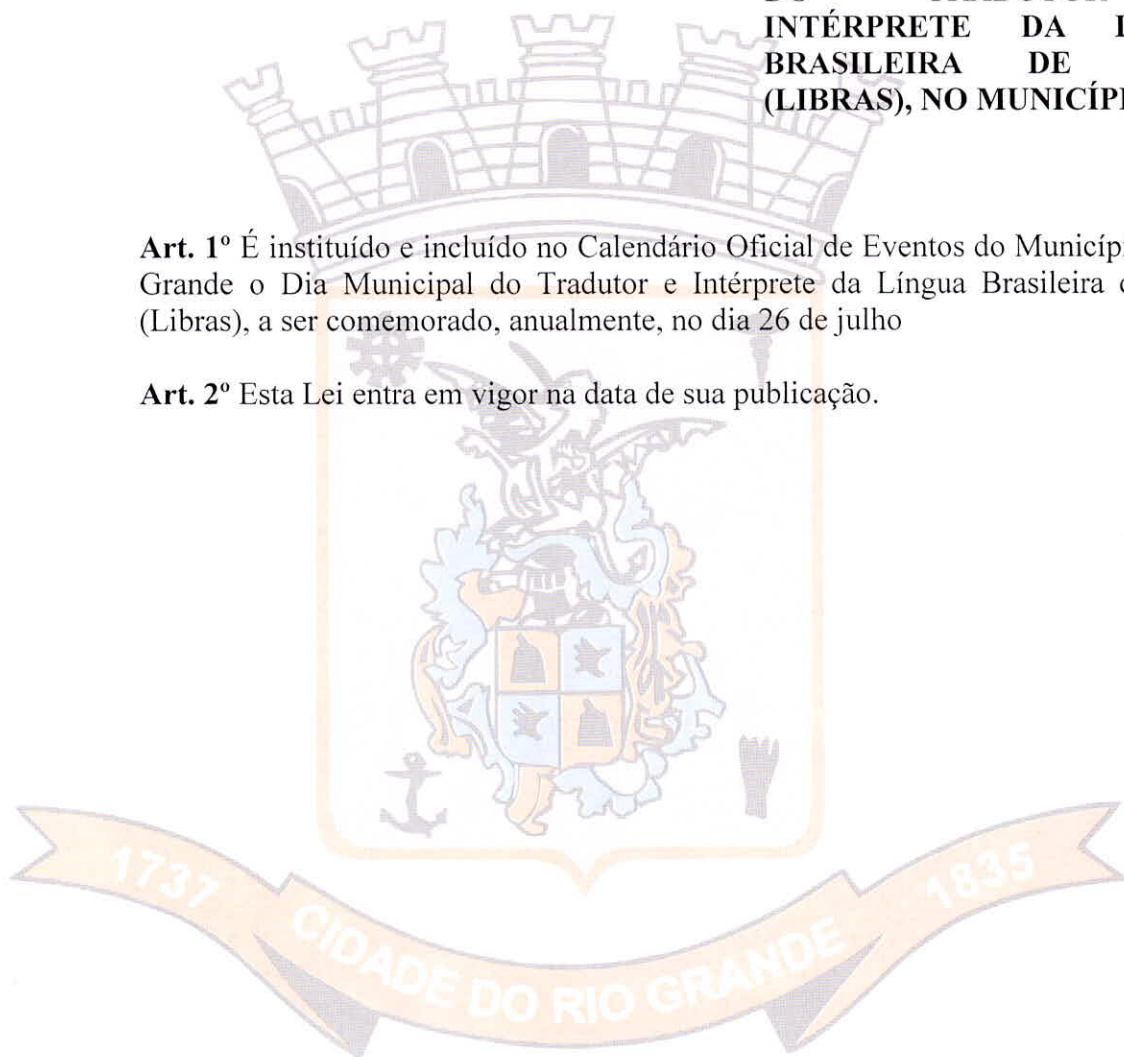 INTÉRPRETE DA
BRASILEIRA DE
(LIBRAS), NO
Art. 1º É instituído e incluído no Calendário Oficial de Eventos do
Grande o Dia Municipal do Tradutor e Intérprete da Língua Brasileira
(Libras), a ser comemorado, anualmente, no dia 26 de julho
Art. 2º Esta Lei entra em vigor na data de sua publicação.
1737 CIDADE DO RIO GRANDE 1835